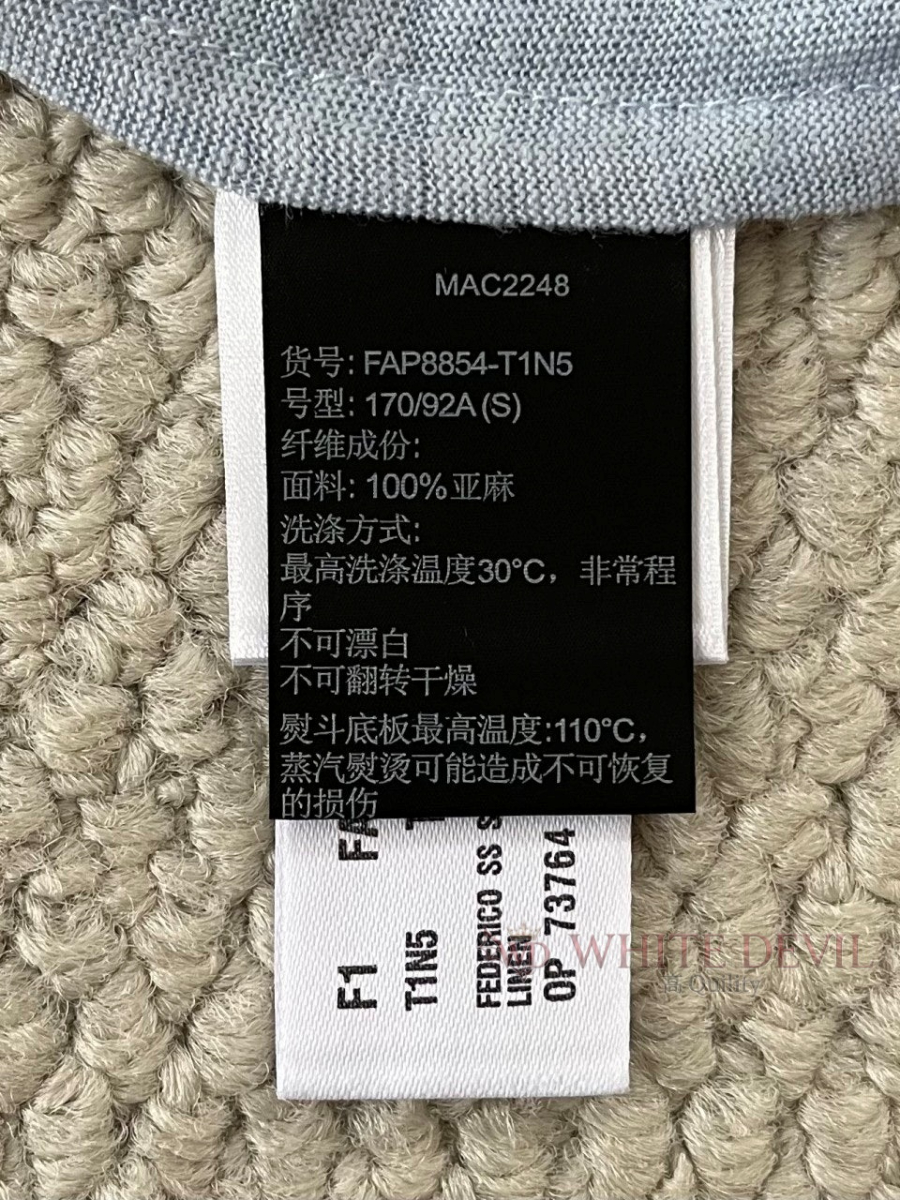 MAC2248
货号: FAP8854-T1N5
号型: 170/92A (S)
纤维成份:
面料: 100%亚麻
洗涤方式:
最高洗涤温度30°C，非常程
序
不可漂白
不可翻转干燥
熨斗底板最高温度:110°C，
蒸汽熨烫可能造成不可恢复
的损伤
F1 FA
T1N5
FEDERICO SS
LINEN
OP 73764
WHITE DEVIL